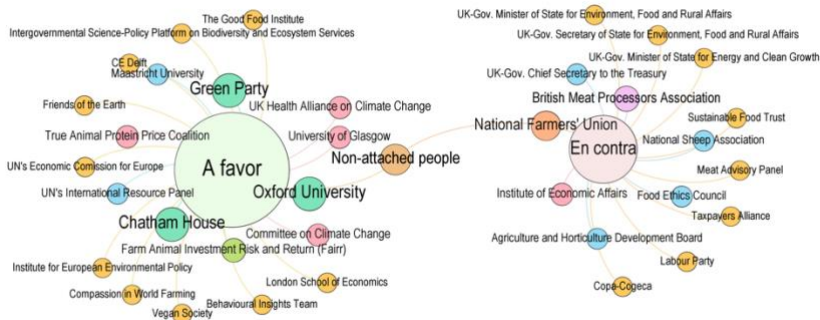 The Good Food Institute
Intergovernmental Science-Policy Platform on Biodiversity and Ecosystem Services
CE Delft
Maastricht University
Green Party
Friends of the Earth
UK Health Alliance on Climate Change
True Animal Protein Price Coalition
University of Glasgow
UN's Economic Comission for Europe
A favor
Non-attached people
UN's International Resource Panel
Oxford University
Chatham House
Committee on Climate Change
Farm Animal Investment Risk and Return (Fairr)
Institute for European Environmental Policy
London School of Economics
Compassion in World Farming
Behavioural Insights Team
Vegan Society
UK-Gov. Minister of State for Environment, Food and Rural Affairs
UK-Gov. Secretary of State for Environment, Food and Rural Affairs
UK-Gov. Minister of State for Energy and Clean Growth
UK-Gov. Chief Secretary to the Treasury
British Meat Processors Association
National Farmers' Union
Sustainable Food Trust
En contra
National Sheep Association
Meat Advisory Panel
Institute of Economic Affairs
Food Ethics Council
Taxpayers Alliance
Agriculture and Horticulture Development Board
Labour Party
Copa-Cogeca